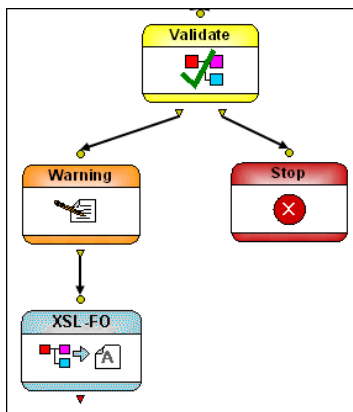 Validate
Warning
Stop
XSL-FO
A